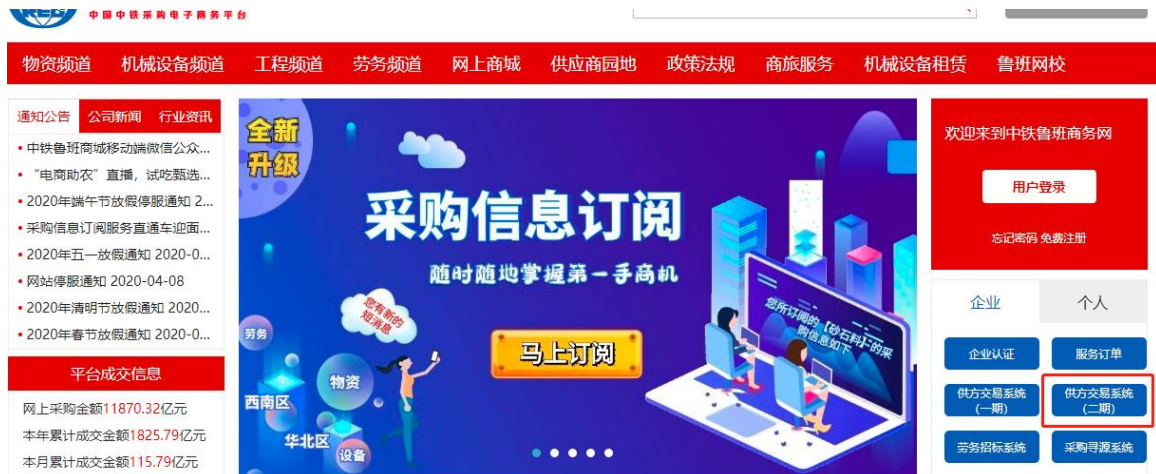 中国中铁采购电子商务平台
物资频道 机械设备频道 工程频道 劳务频道 网上商城 供应商园地 政策法规 商旅服务 机械设备租赁 鲁班网校
通知公告 公司新闻 行业资讯
• 中铁鲁班商城移动端微信公众...
• “电商助农”直播，试吃甄选...
• 2020年端午节放假停服通知 2...
• 采购信息订阅服务直通车迎面...
• 2020年五一放假通知 2020-0...
• 网站停服通知 2020-04-08
• 2020年清明节放假通知 2020...
• 2020年春节放假通知 2020-0...
平台成交信息
网上采购金额11870.32亿元
本年累计成交金额1825.79亿元
本月累计成交金额115.79亿元
全新
升级
采购信息订阅
随时随地掌握第一手商机
您有新的
短消息
马上订阅
劳务
物资
西南区
华北区
设备
您所订阅的【砂石料】的采
购信息如下
欢迎来到中铁鲁班商务网
用户登录
忘记密码 免费注册
企业 个人
企业认证 服务订单
供方交易系统
(一期)
供方交易系统
(二期)
劳务招标系统 采购寻源系统